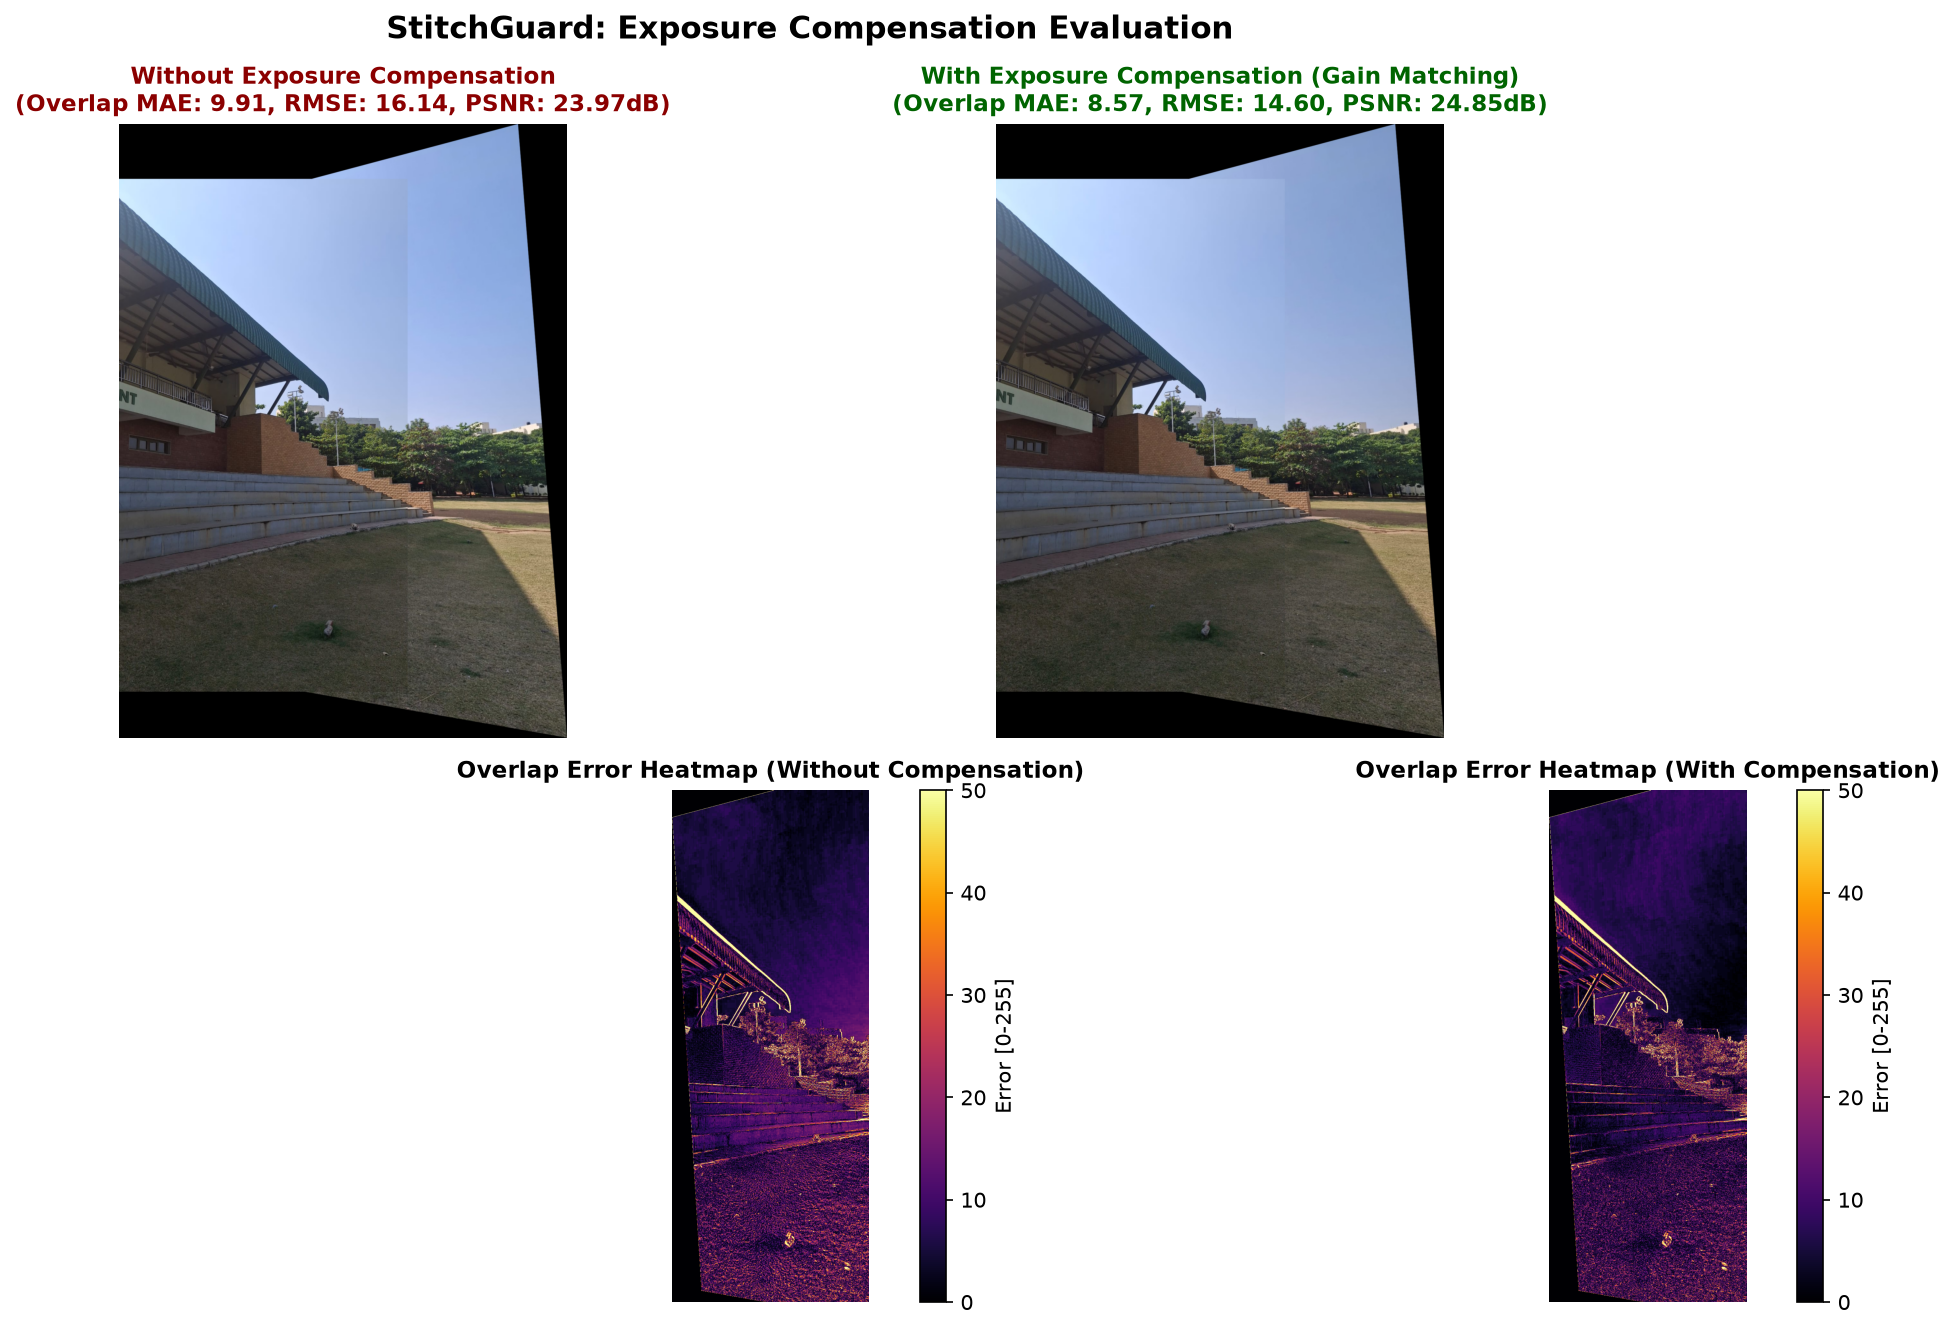 StitchGuard: Exposure Compensation Evaluation
Without Exposure Compensation
(Overlap MAE: 9.91, RMSE: 16.14, PSNR: 23.97dB)
With Exposure Compensation (Gain Matching)
(Overlap MAE: 8.57, RMSE: 14.60, PSNR: 24.85dB)
NT
NT
Overlap Error Heatmap (Without Compensation)
50
40
30
20
10
0
Error [0-255]
Overlap Error Heatmap (With Compensation)
50
40
30
20
10
0
Error [0-255]